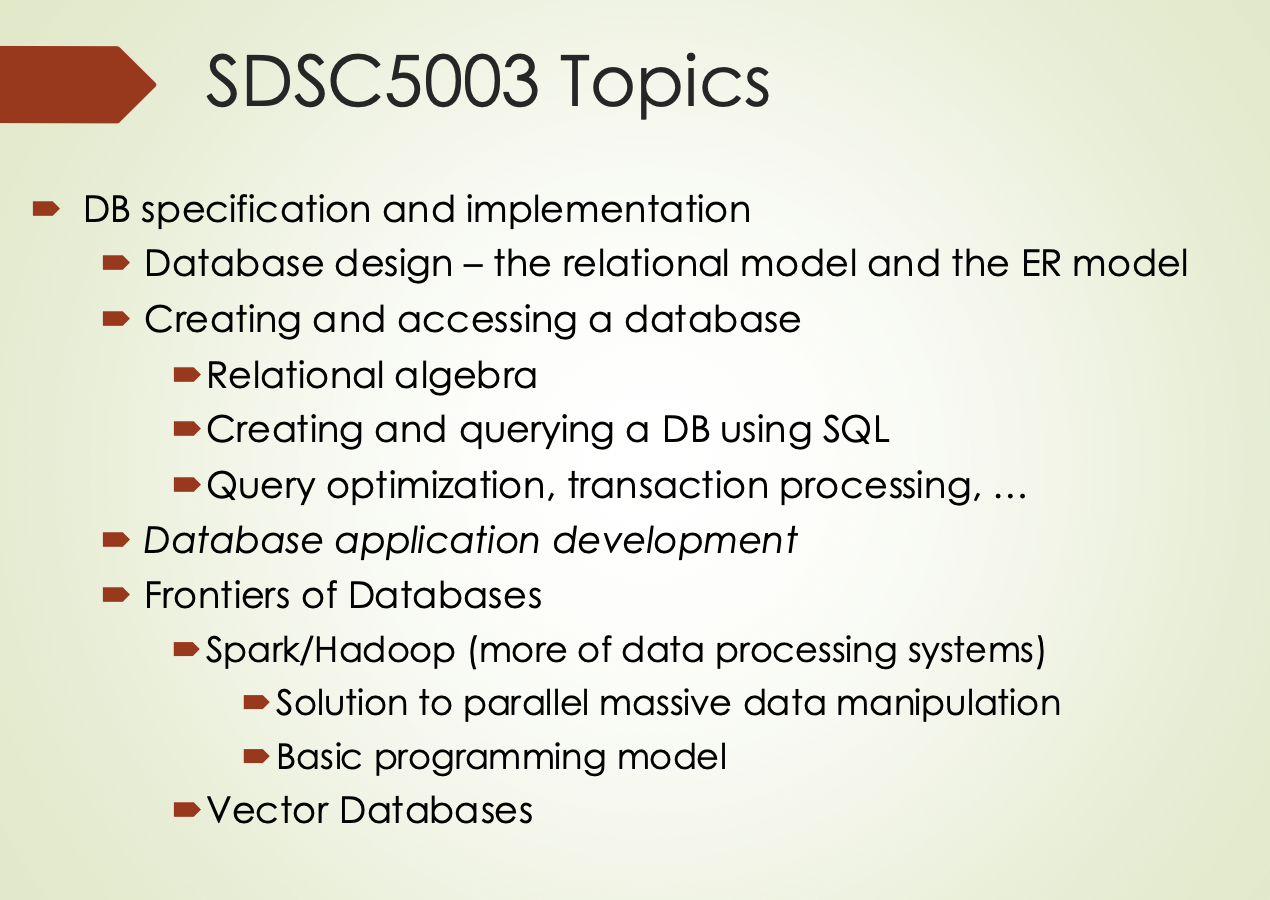 SDSC5003 Topics
DB specification and implementation
Database design – the relational model and the ER model
Creating and accessing a database
Relational algebra
Creating and querying a DB using SQL
Query optimization, transaction processing, …
Database application development
Frontiers of Databases
Spark/Hadoop (more of data processing systems)
Solution to parallel massive data manipulation
Basic programming model
Vector Databases